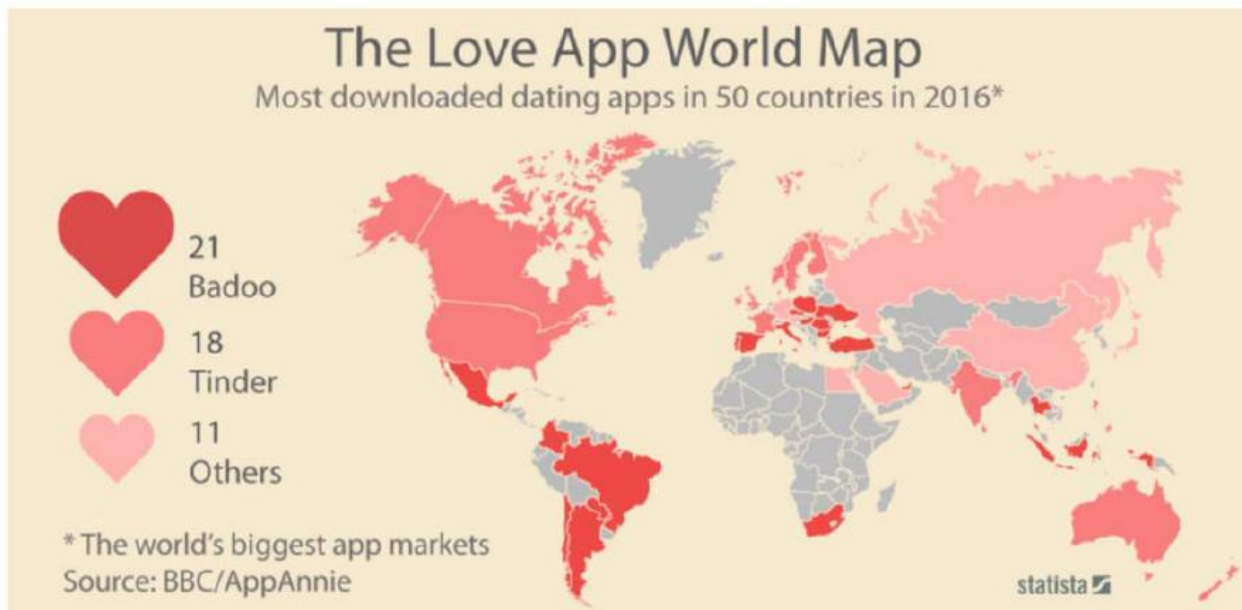 The Love App World Map
Most downloaded dating apps in 50 countries in 2016*
21
Badoo
18
Tinder
11
Others
* The world's biggest app markets
Source: BBC/AppAnnie
statista